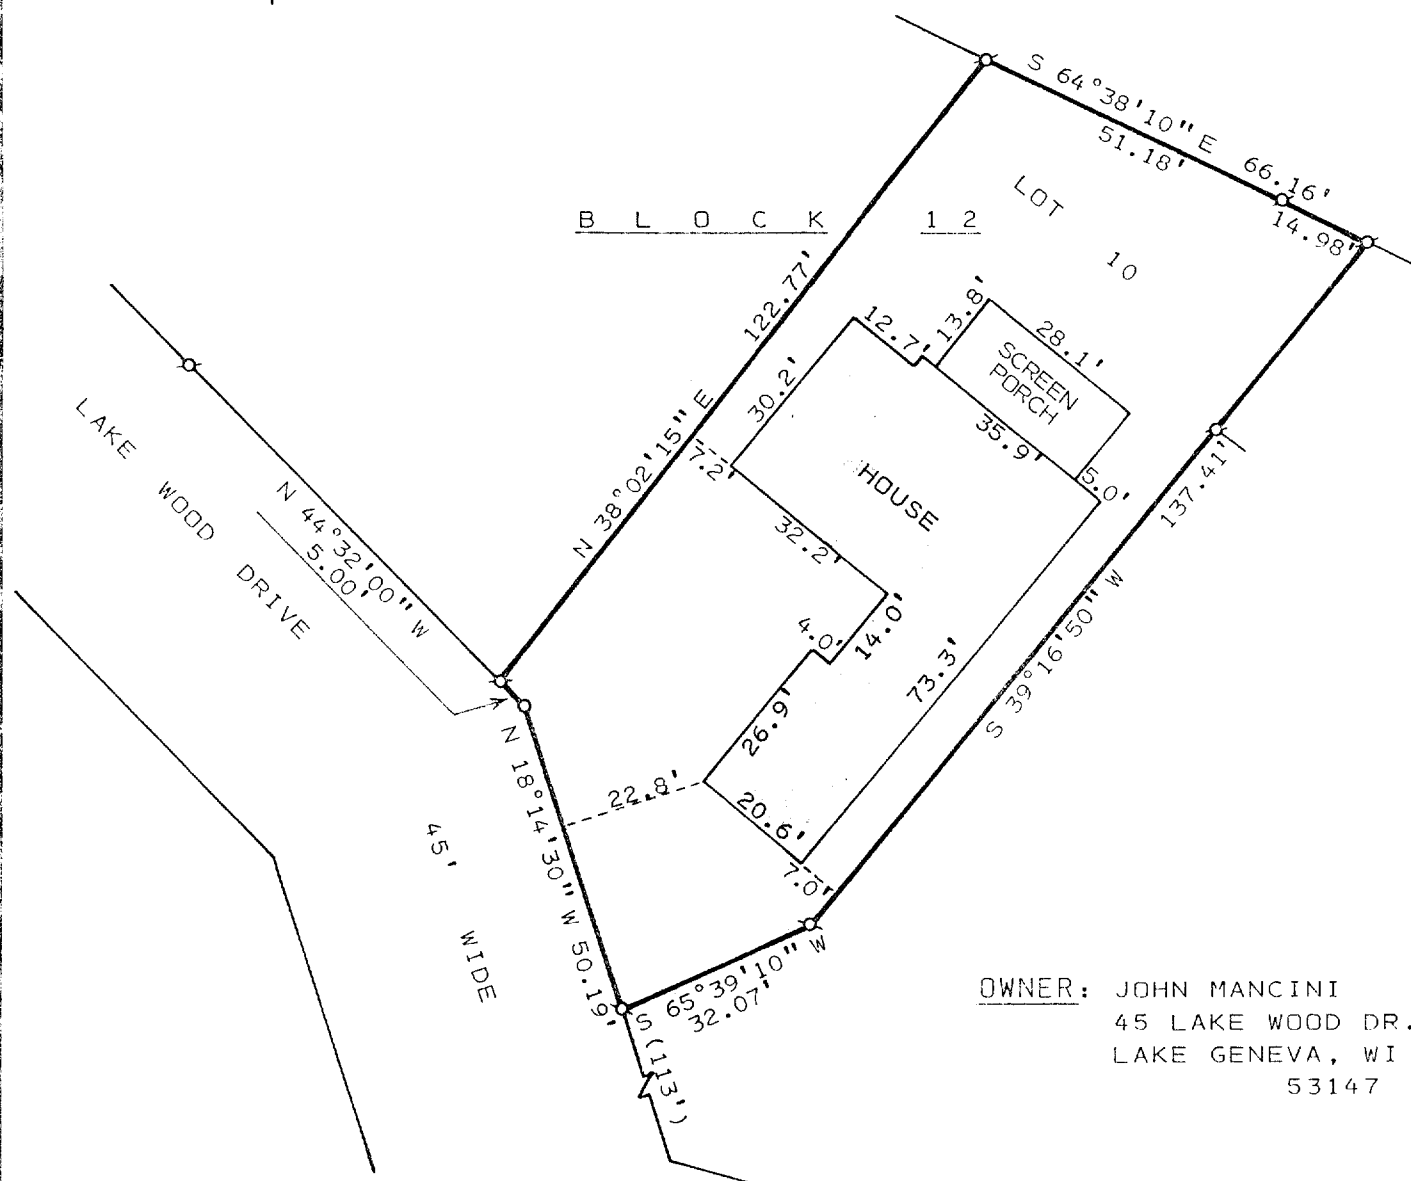 S 64°38'10" E 66.16'
51.18'
14.98'
LOT 10
BLOCK 12
122.77'
N 38°02'15" E
12.7'
13.8'
28.1'
SCREEN
PORCH
30.2'
35.9'
5.0'
7.2'
HOUSE
137.41'
S 39°16'50" W
32.2'
4.0'
14.0'
73.3'
26.9'
22.8'
20.6'
7.0'
LAKE WOOD DRIVE
N 44°32'00" W
5.00'
N 18°14'30" W 50.19'
45' WIDE
S 65°39'10" W
32.07'
(113')
OWNER: JOHN MANCINI
45 LAKE WOOD DR.
LAKE GENEVA, WI
53147